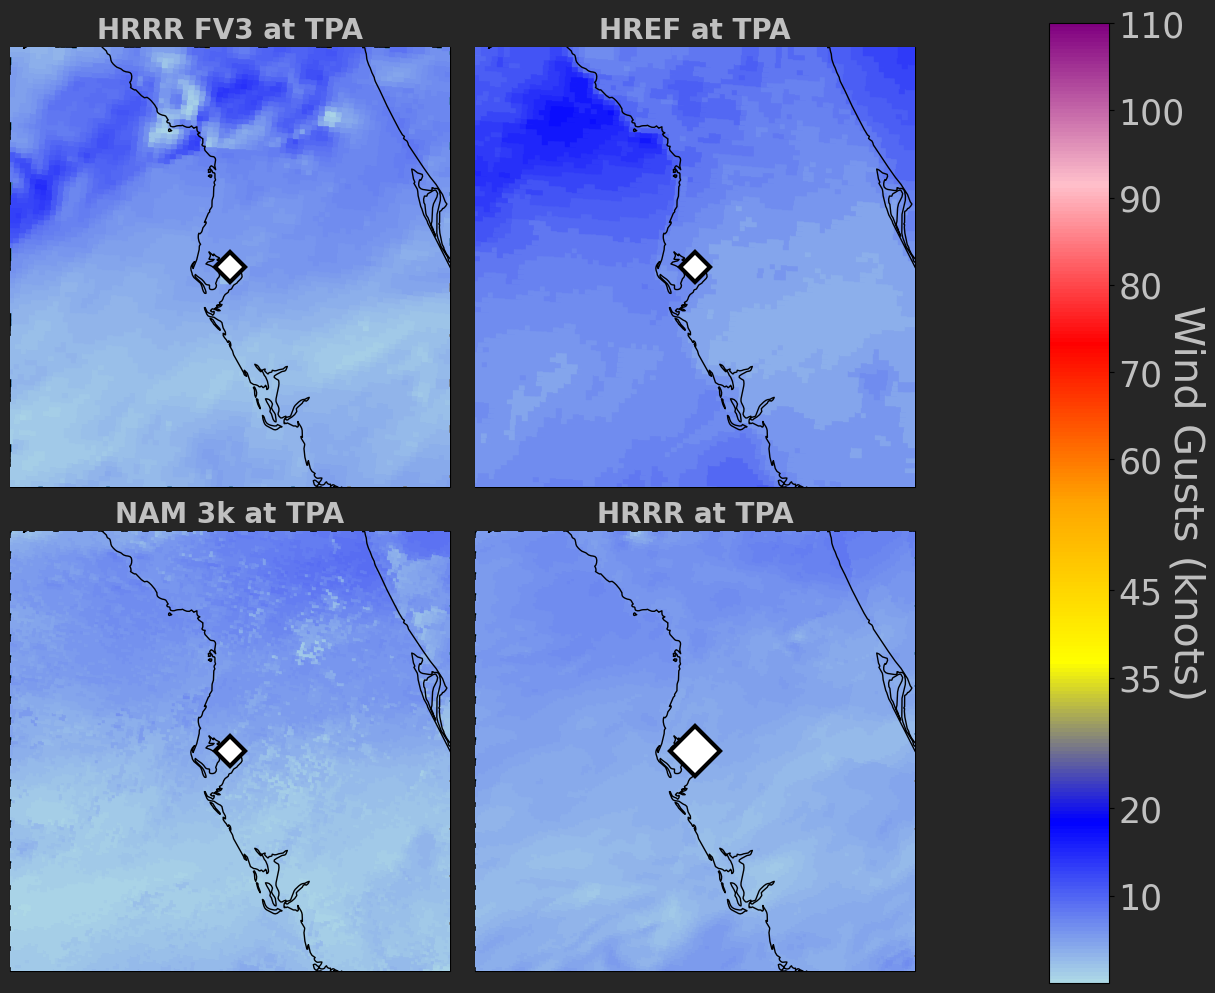 HRRR FV3 at TPA
HREF at TPA
NAM 3k at TPA
HRRR at TPA
110
100
90
80
70
60
45
35
20
10
Wind Gusts (knots)